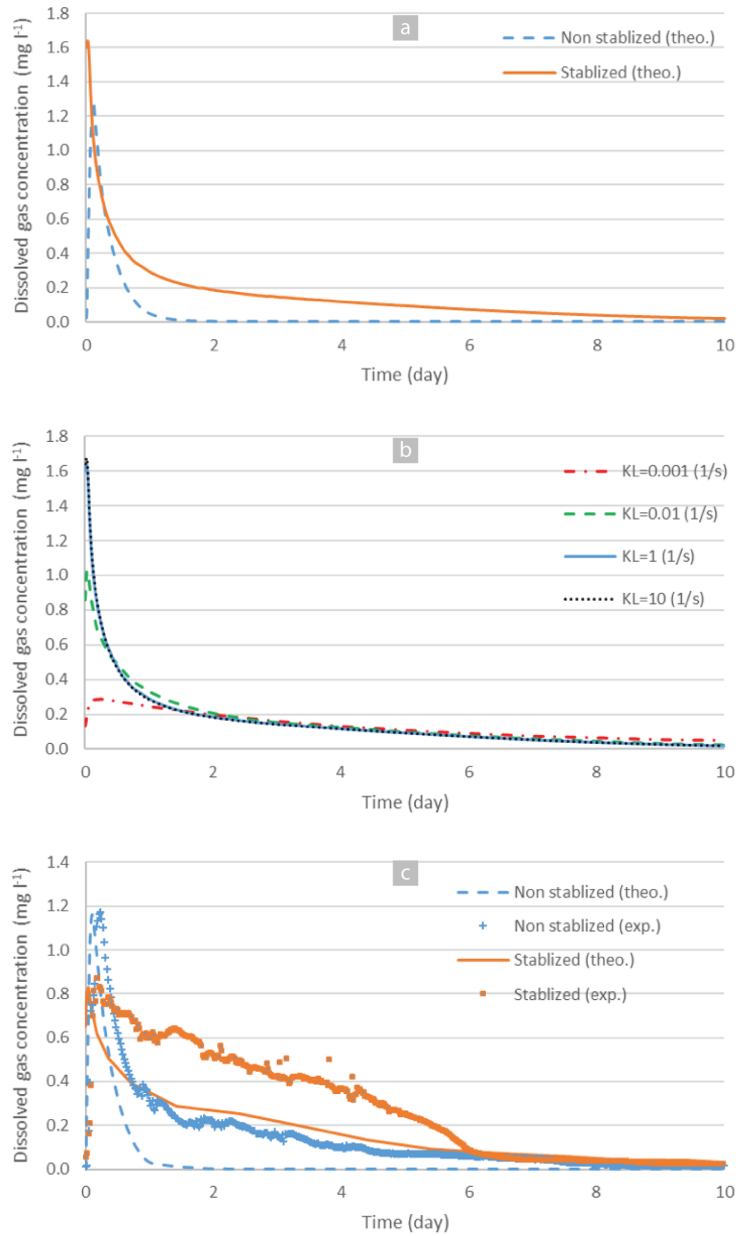 a
Dissolved gas concentration (mg l-1)
1.8
1.6
1.4
1.2
1.0
0.8
0.6
0.4
0.2
0.0
Non stablized (theo.)
Stablized (theo.)
0 2 4 6 8 10
Time (day)
b
Dissolved gas concentration (mg l-1)
1.8
1.6
1.4
1.2
1.0
0.8
0.6
0.4
0.2
0.0
KL=0.001 (1/s)
KL=0.01 (1/s)
KL=1 (1/s)
KL=10 (1/s)
0 2 4 6 8 10
Time (day)
c
Dissolved gas concentration (mg l-1)
1.4
1.2
1.0
0.8
0.6
0.4
0.2
0.0
Non stablized (theo.)
Non stablized (exp.)
Stablized (theo.)
Stablized (exp.)
0 2 4 6 8 10
Time (day)